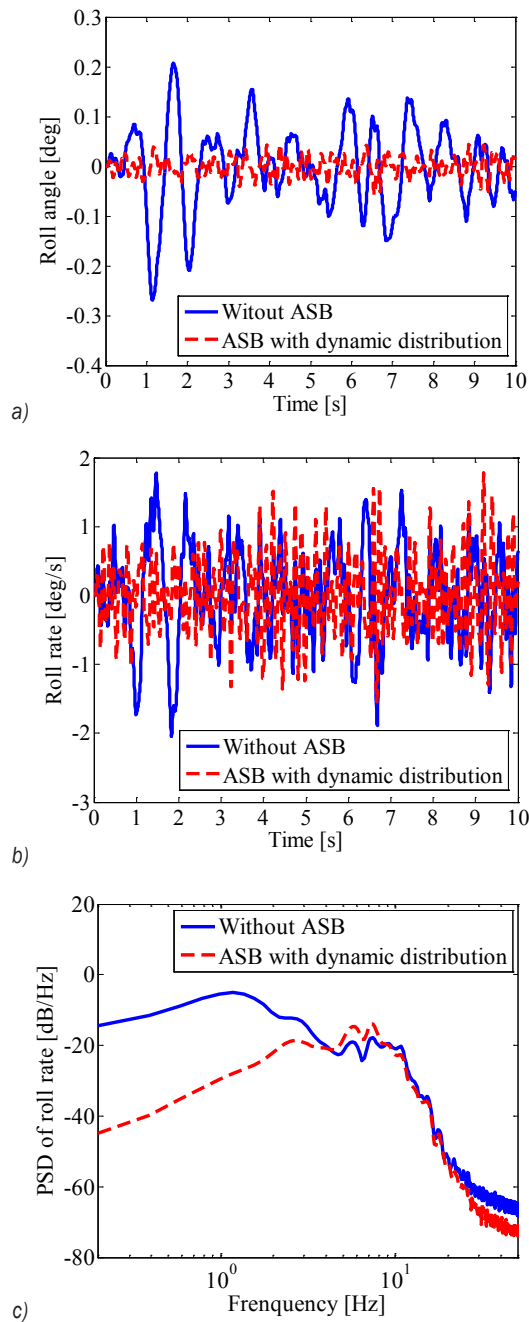 0.3
0.2
0.1
0
-0.1
-0.2
-0.3
-0.4
Roll angle [deg]
Witout ASB
ASB with dynamic distribution
0 1 2 3 4 5 6 7 8 9 10
Time [s]
a)
2
1
0
-1
-2
-3
Roll rate [deg/s]
Without ASB
ASB with dynamic distribution
0 1 2 3 4 5 6 7 8 9 10
Time [s]
b)
20
0
-20
-40
-60
-80
PSD of roll rate [dB/Hz]
Without ASB
ASB with dynamic distribution
10^0 10^1
Frenquency [Hz]
c)